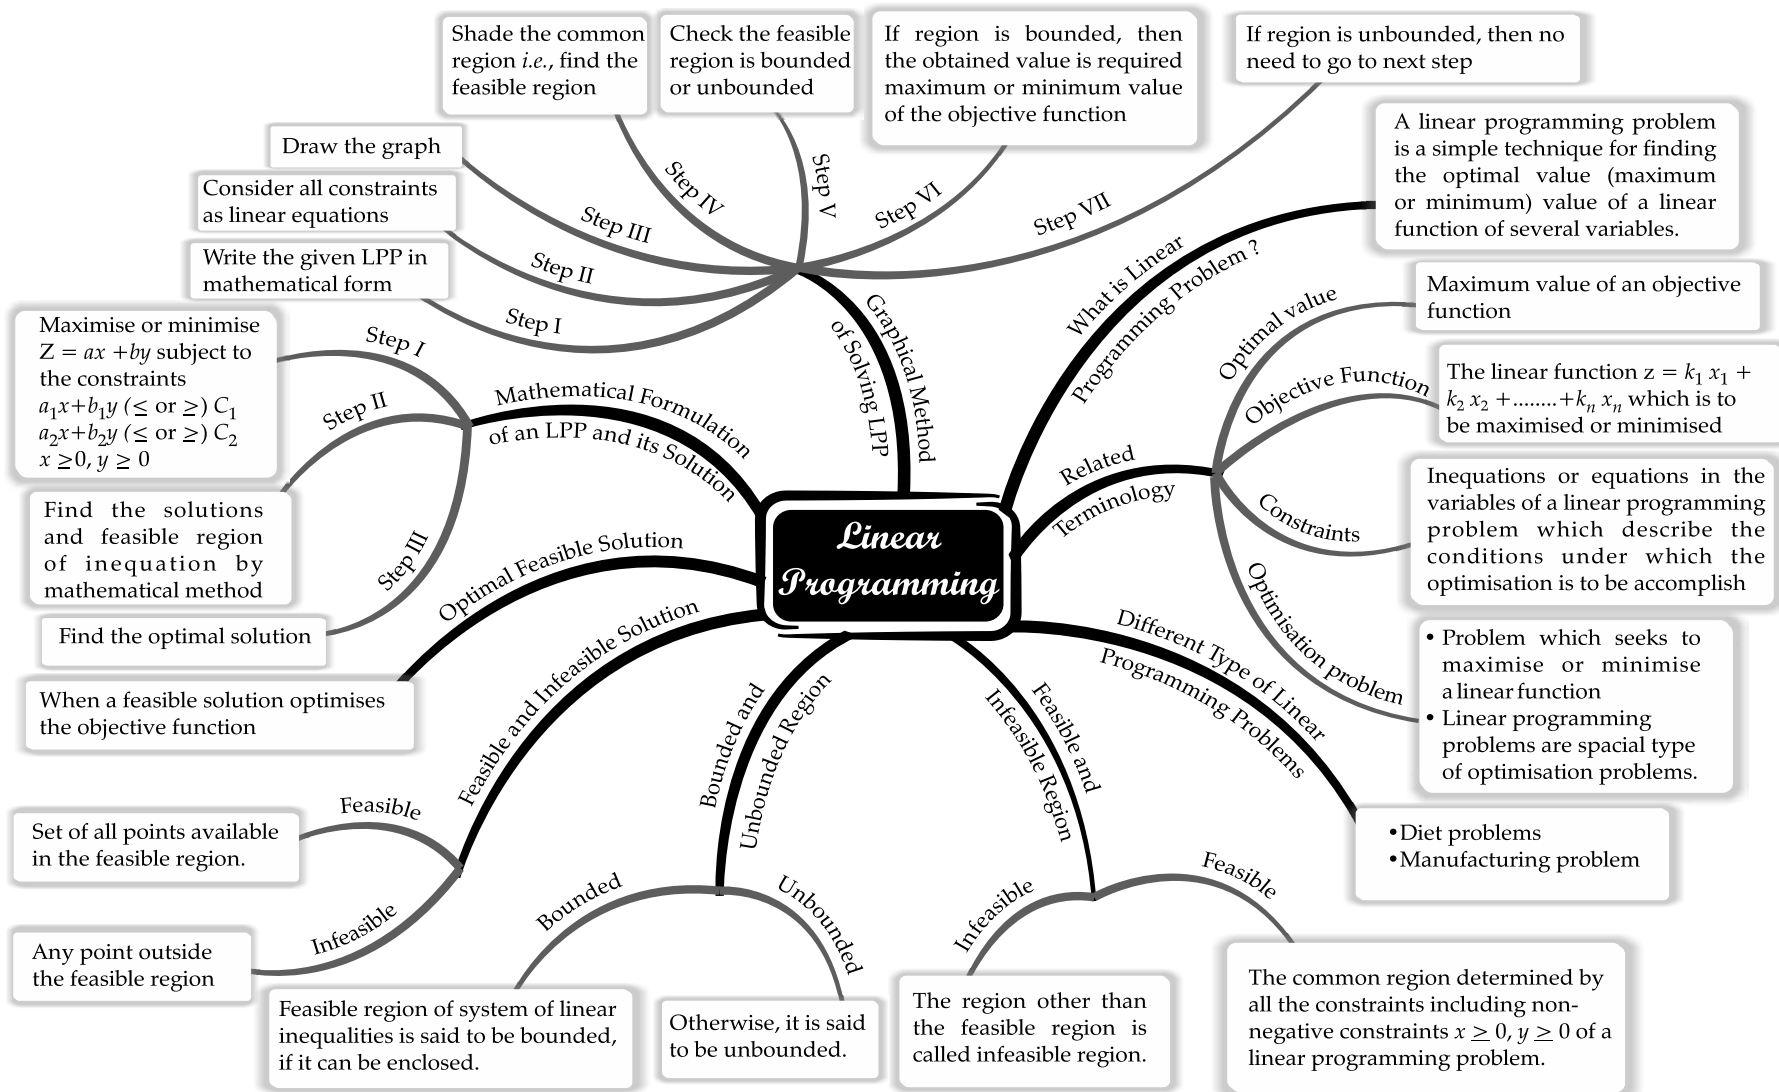 Linear
Programming
What is Linear
Programming Problem ?
A linear programming problem
is a simple technique for finding
the optimal value (maximum
or minimum) value of a linear
function of several variables.
Related
Terminology
Optimal value
Maximum value of an objective
function
Objective Function
The linear function z = k₁ x₁ +
k₂ x₂ +........+kₙ xₙ which is to
be maximised or minimised
Constraints
Inequations or equations in the
variables of a linear programming
problem which describe the
conditions under which the
optimisation is to be accomplish
Optimisation problem
• Problem which seeks to
maximise or minimise
a linear function
• Linear programming
problems are spacial type
of optimisation problems.
Different Type of Linear
Programming Problems
•Diet problems
•Manufacturing problem
Feasible and
Infeasible Region
Feasible
The common region determined by
all the constraints including non-
negative constraints x ≥ 0, y ≥ 0 of a
linear programming problem.
Infeasible
The region other than
the feasible region is
called infeasible region.
Bounded and
Unbounded Region
Unbounded
Otherwise, it is said
to be unbounded.
Bounded
Feasible region of system of linear
inequalities is said to be bounded,
if it can be enclosed.
Feasible and Infeasible Solution
Feasible
Set of all points available
in the feasible region.
Infeasible
Any point outside
the feasible region
Optimal Feasible Solution
When a feasible solution optimises
the objective function
Mathematical Formulation
of an LPP and its Solution
Step I
Maximise or minimise
Z = ax +by subject to
the constraints
a₁x+b₁y (≤ or ≥) C₁
a₂x+b₂y (≤ or ≥) C₂
x ≥0, y ≥ 0
Step II
Find the solutions
and feasible region
of inequation by
mathematical method
Step III
Find the optimal solution
Graphical Method
of Solving LPP
Step I
Write the given LPP in
mathematical form
Step II
Consider all constraints
as linear equations
Step III
Draw the graph
Step IV
Shade the common
region i.e., find the
feasible region
Step V
Check the feasible
region is bounded
or unbounded
Step VI
If region is bounded, then
the obtained value is required
maximum or minimum value
of the objective function
Step VII
If region is unbounded, then no
need to go to next step